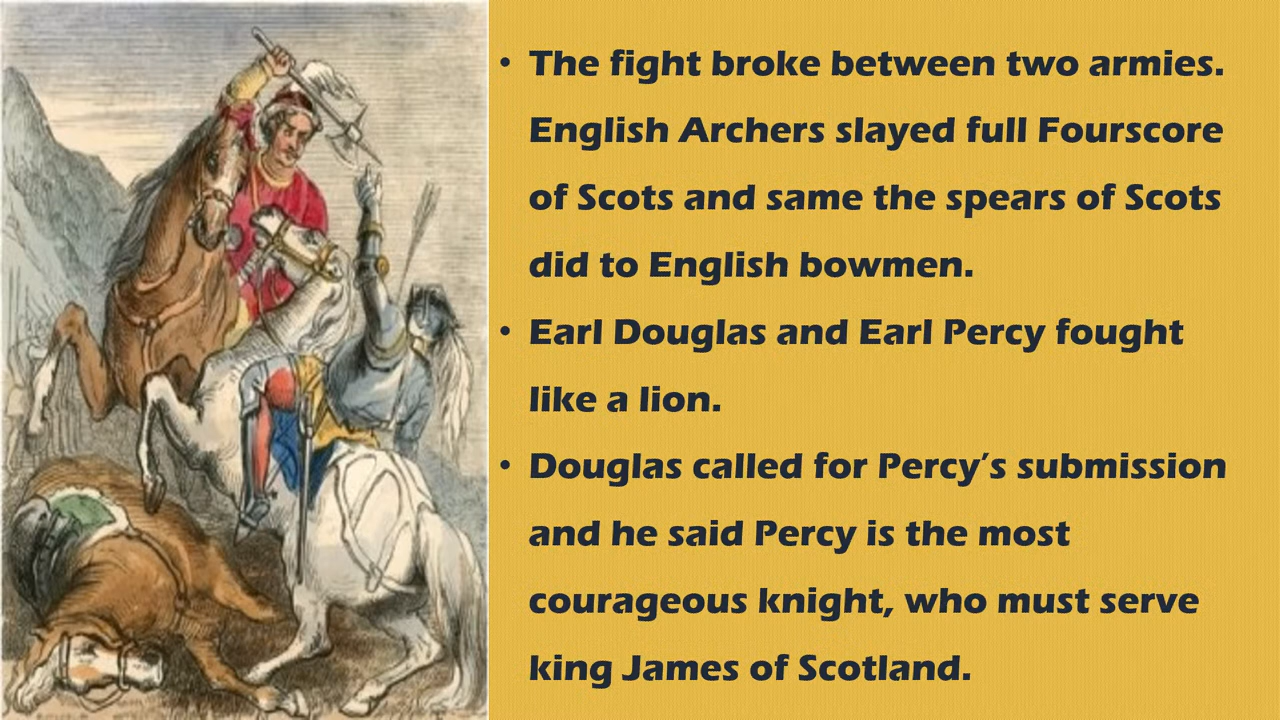 • The fight broke between two armies.
English Archers slayed full Fourscore
of Scots and same the spears of Scots
did to English bowmen.
• Earl Douglas and Earl Percy fought
like a lion.
• Douglas called for Percy’s submission
and he said Percy is the most
courageous knight, who must serve
king James of Scotland.